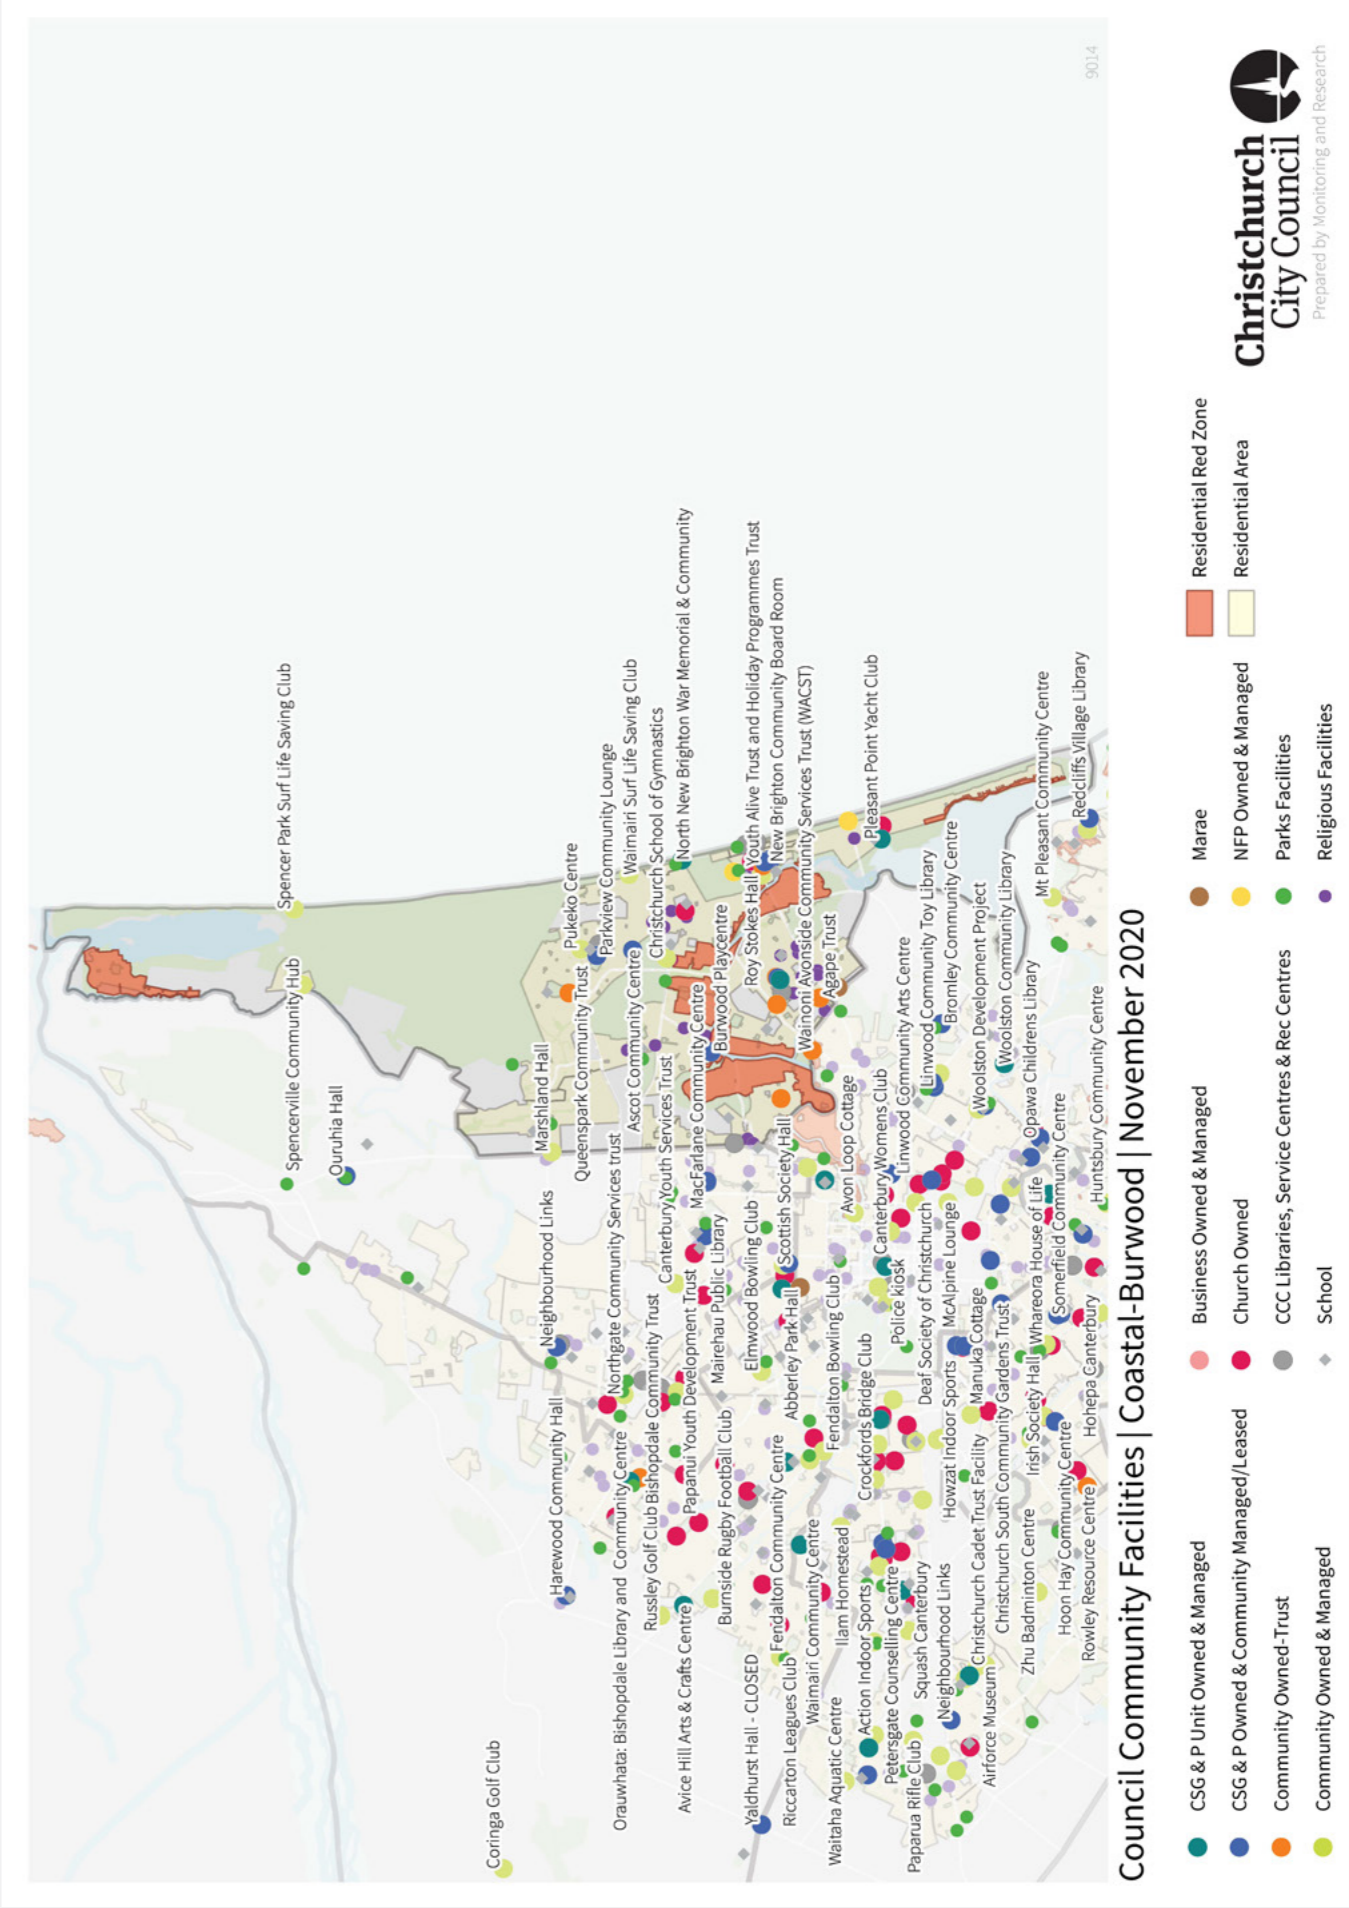 9014
Spencer Park Surf Life Saving Club
Spencerville Community Hub
Ouruhia Hall
Coringa Golf Club
Marshland Hall
Pukeko Centre
Queenspark Community Trust
Parkview Community Lounge
Waimairi Surf Life Saving Club
Ascot Community Centre
Christchurch School of Gymnastics
North New Brighton War Memorial & Community
Neighbourhood Links
Harewood Community Hall
Northgate Community Services trust
Orauwhata: Bishopdale Library and Community Centre
Russley Golf Club
Bishopdale Community Trust
Canterbury Youth Services Trust
Avice Hill Arts & Crafts Centre
Papanui Youth Development Trust
MacFarlane Community Centre
Mairehau Public Library
Burwood Playcentre
Burnside Rugby Football Club
Elmwood Bowling Club
Roy Stokes Hall
Youth Alive Trust and Holiday Programmes Trust
New Brighton Community Board Room
Yaldhurst Hall - CLOSED
Fendalton Community Centre
Scottish Society Hall
Riccarton Leagues Club
Abberley Park Hall
Wainoni Avonside Community Services Trust (WACST)
Waimairi Community Centre
Agape Trust
Waitaha Aquatic Centre
Ilam Homestead
Fendalton Bowling Club
Avon Loop Cottage
Pleasant Point Yacht Club
Action Indoor Sports
Crockfords Bridge Club
Canterbury Womens Club
Petersgate Counselling Centre
Police kiosk
Linwood Community Arts Centre
Paparua Rifle Club
Squash Canterbury
Deaf Society of Christchurch
Linwood Community Toy Library
Neighbourhood Links
Howzat Indoor Sports
McAlpine Lounge
Bromley Community Centre
Christchurch Cadet Trust Facility
Manuka Cottage
Woolston Development Project
Airforce Museum
Christchurch South Community Gardens Trust
Woolston Community Library
Zhu Badminton Centre
Irish Society Hall
Whareora House of Life
Opawa Childrens Library
Mt Pleasant Community Centre
Hoon Hay Community Centre
Somerfield Community Centre
Rowley Resource Centre
Hohepa Canterbury
Huntsbury Community Centre
Redcliffs Village Library
Council Community Facilities | Coastal-Burwood | November 2020
CSG & P Unit Owned & Managed
CSG & P Owned & Community Managed/Leased
Community Owned-Trust
Community Owned & Managed
Business Owned & Managed
Church Owned
CCC Libraries, Service Centres & Rec Centres
School
Marae
NFP Owned & Managed
Parks Facilities
Religious Facilities
Residential Red Zone
Residential Area
Christchurch
City Council
Prepared by Monitoring and Research